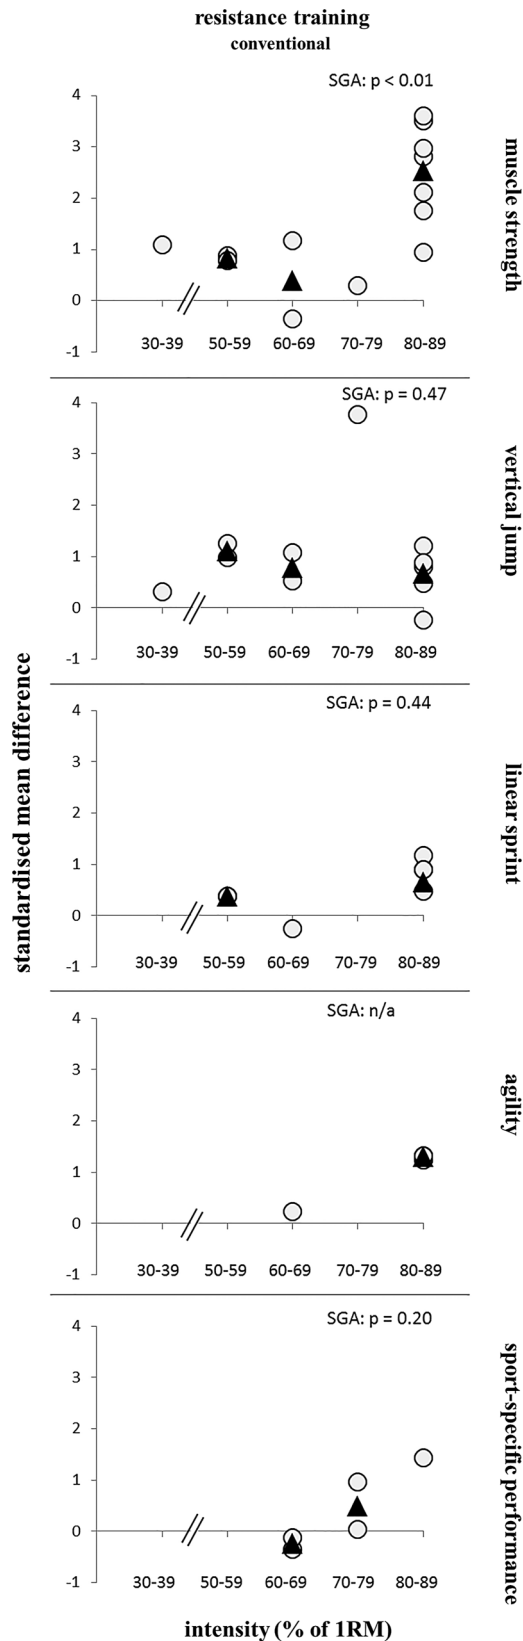 resistance training
conventional
SGA: p < 0.01
4
3
2
1
0
-1
30-39 50-59 60-69 70-79 80-89
muscle strength
SGA: p = 0.47
4
3
2
1
0
-1
30-39 50-59 60-69 70-79 80-89
vertical jump
SGA: p = 0.44
4
3
2
1
0
-1
30-39 50-59 60-69 70-79 80-89
linear sprint
standardised mean difference
SGA: n/a
4
3
2
1
0
-1
30-39 50-59 60-69 70-79 80-89
agility
SGA: p = 0.20
4
3
2
1
0
-1
30-39 50-59 60-69 70-79 80-89
sport-specific performance
intensity (% of 1RM)